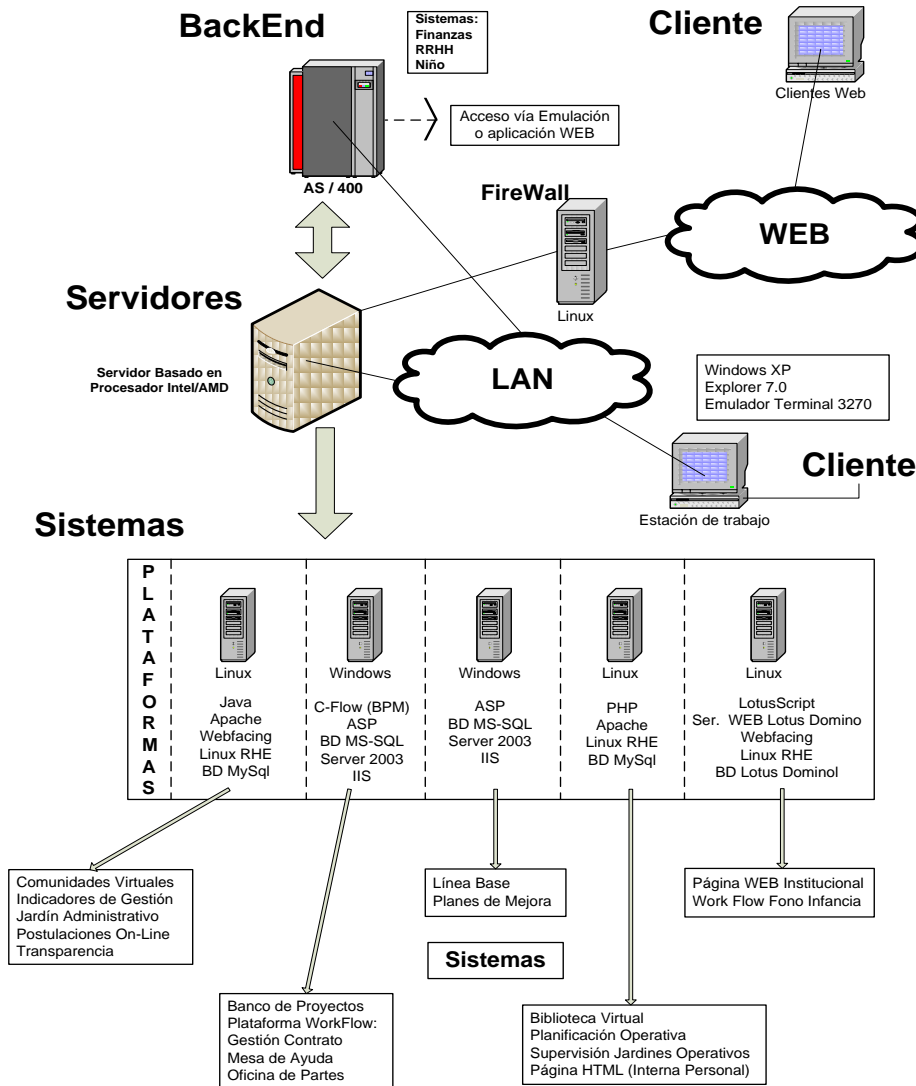 BackEnd
Sistemas:
Finanzas
RRHH
Niño
Cliente
Clientes Web
Acceso vía Emulación
o aplicación WEB
AS / 400
FireWall
WEB
Linux
Servidores
Servidor Basado en
Procesador Intel/AMD
LAN
Windows XP
Explorer 7.0
Emulador Terminal 3270
Cliente
Estación de trabajo
Sistemas
PLATAFORMAS
Linux
Java
Apache
Webfacing
Linux RHE
BD MySql
Windows
C-Flow (BPM)
ASP
BD MS-SQL
Server 2003
IIS
Windows
ASP
BD MS-SQL
Server 2003
IIS
Linux
PHP
Apache
Linux RHE
BD MySql
Linux
LotusScript
Ser. WEB Lotus Domino
Webfacing
Linux RHE
BD Lotus Dominol
Comunidades Virtuales
Indicadores de Gestión
Jardín Administrativo
Postulaciones On-Line
Transparencia
Línea Base
Planes de Mejora
Página WEB Institucional
Work Flow Fono Infancia
Sistemas
Banco de Proyectos
Plataforma WorkFlow:
Gestión Contrato
Mesa de Ayuda
Oficina de Partes
Biblioteca Virtual
Planificación Operativa
Supervisión Jardines Operativos
Página HTML (Interna Personal)